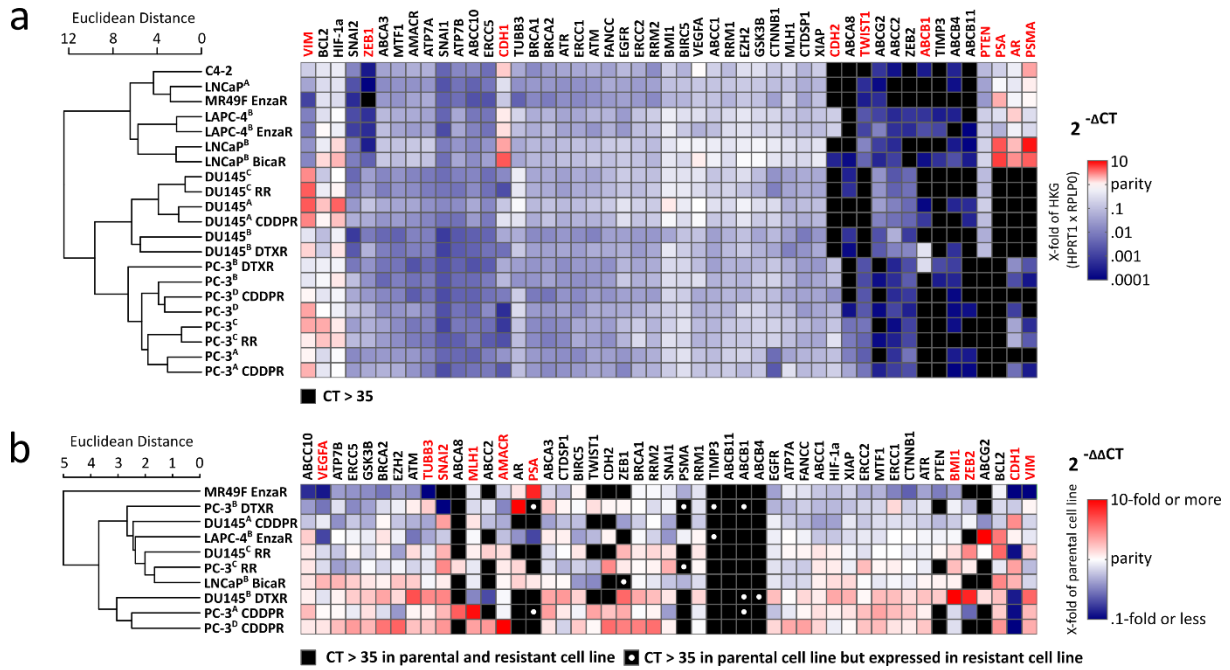 a
Euclidean Distance
12 8 4 0
VIM BCL2 HIF-1a SNAI2 ZEB1 ABCA3 MTF1 AMACR ATP7A SNAI1 ATP7B ABCC10 ERCC5 CDH1 TUBB3 BRCA1 BRCA2 ATR ERCC1 ATM FANCC EGFR ERCC2 RRM2 BMI1 BIRC5 VEGFA ABCC1 RRM1 EZH2 GSK3B CTNNB1 MLH1 CTDSP1 XIAP CDH2 ABCA8 TWIST1 ABCG2 ABCC2 ZEB2 ABCB1 TIMP3 ABCB4 ABCB11 PTEN PSA AR PSMA
C4-2
LNCaPᴬ
MR49F EnzaR
LAPC-4ᴮ
LAPC-4ᴮ EnzaR
LNCaPᴮ
LNCaPᴮ BicaR
DU145ᶜ
DU145ᶜ RR
DU145ᴬ
DU145ᴬ CDDPR
DU145ᴮ
DU145ᴮ DTXR
PC-3ᴮ DTXR
PC-3ᴮ
PC-3ᴰ CDDPR
PC-3ᴰ
PC-3ᶜ
PC-3ᶜ RR
PC-3ᴬ
PC-3ᴬ CDDPR
CT > 35
2 -ΔCT
X-fold of HKG
(HPRT1 x RPLP0)
10
parity
.1
.01
.001
.0001
b
Euclidean Distance
5 4 3 2 1 0
ABCC10 VEGFA ATP7B ERCC5 GSK3B BRCA2 EZH2 ATM TUBB3 SNAI2 ABCA8 MLH1 ABCC2 AMACR AR PSA ABCA3 CTDSP1 BIRC5 TWIST1 CDH2 ZEB1 BRCA1 RRM2 SNAI1 PSMA RRM1 TIMP3 ABCB11 ABCB1 ABCB4 EGFR ATP7A FANCC ABCC1 HIF-1a XIAP ERCC2 MTF1 ERCC1 CTNNB1 ATR PTEN BMI1 ZEB2 ABCG2 BCL2 CDH1 VIM
MR49F EnzaR
PC-3ᴮ DTXR
DU145ᴬ CDDPR
LAPC-4ᴮ EnzaR
DU145ᶜ RR
PC-3ᶜ RR
LNCaPᴮ BicaR
DU145ᴮ DTXR
PC-3ᴬ CDDPR
PC-3ᴰ CDDPR
2 -ΔΔCT
X-fold of parental cell line
10-fold or more
parity
.1-fold or less
CT > 35 in parental and resistant cell line
CT > 35 in parental cell line but expressed in resistant cell line